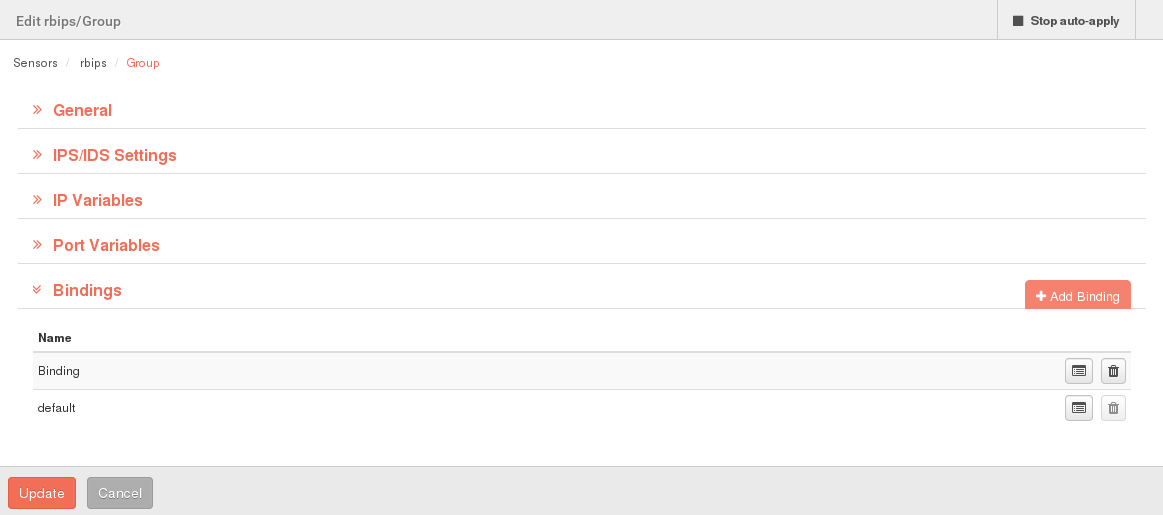 Edit rbips/Group
Stop auto-apply
Sensors / rbips / Group
General
IPS/IDS Settings
IP Variables
Port Variables
Bindings
Add Binding
Name
Binding
default
Update Cancel